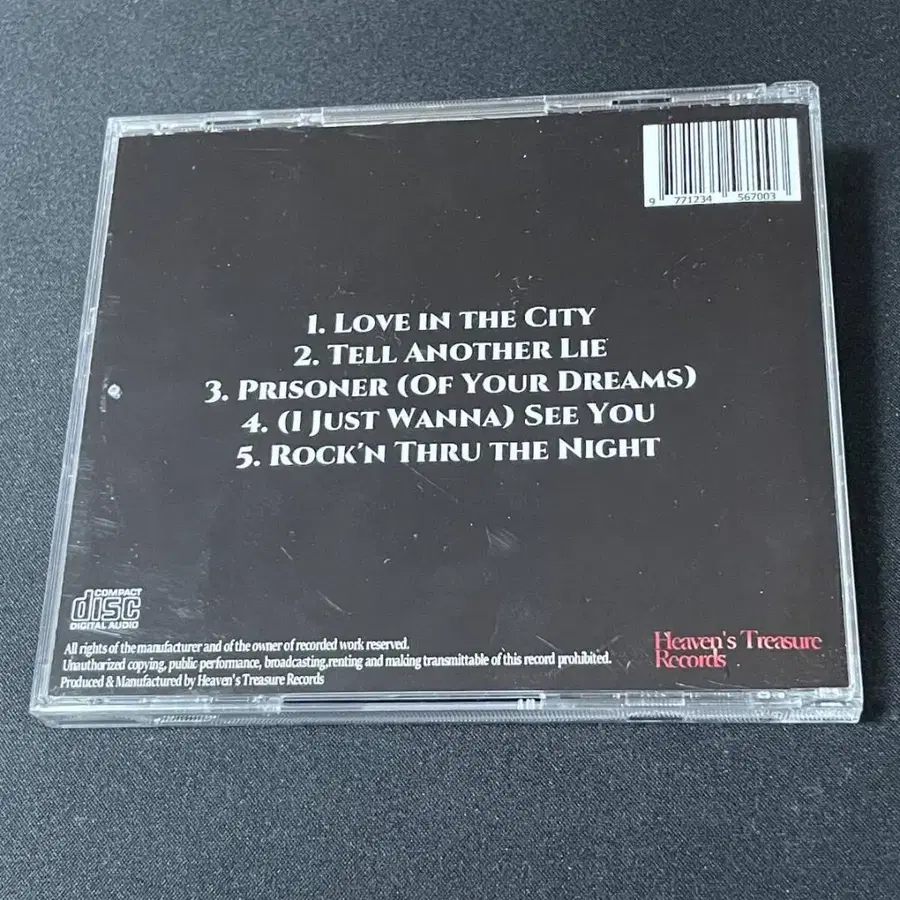 9 771234 567003
1. Love in the City
2. Tell Another Lie
3. Prisoner (Of Your Dreams)
4. (I Just Wanna) See You
5. Rock'n Thru the Night
COMPACT
disc
DIGITAL AUDIO
All rights of the manufacturer and of the owner of recorded work reserved.
Unauthorized copying, public performance, broadcasting,renting and making transmittable of this record prohibited.
Produced & Manufactured by Heaven's Treasure Records
Heaven's Treasure
Records